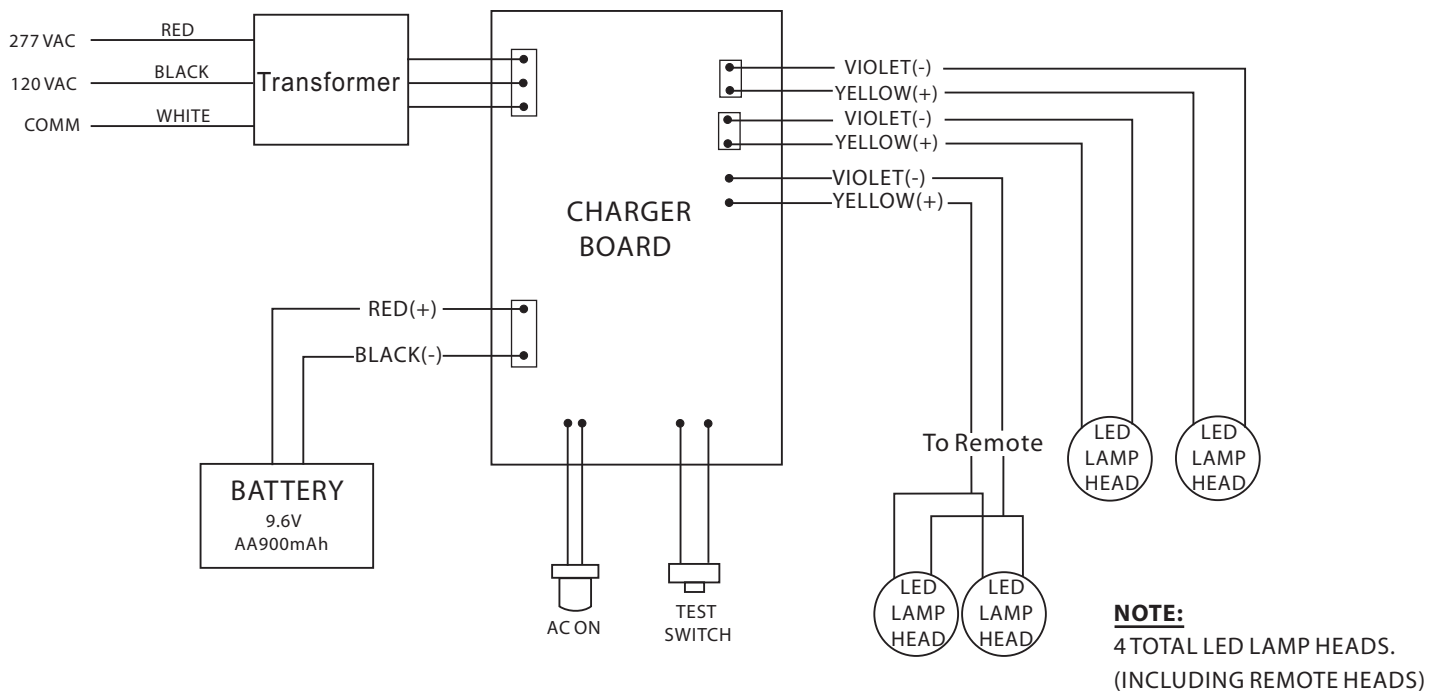 277 VAC
RED
120 VAC
BLACK
COMM
WHITE
Transformer
CHARGER
BOARD
VIOLET(-)
YELLOW(+)
VIOLET(-)
YELLOW(+)
VIOLET(-)
YELLOW(+)
RED(+)
BLACK(-)
BATTERY
9.6V
AA900mAh
AC ON
TEST
SWITCH
To Remote
LED
LAMP
HEAD
LED
LAMP
HEAD
LED
LAMP
HEAD
LED
LAMP
HEAD
NOTE:
4 TOTAL LED LAMP HEADS.
(INCLUDING REMOTE HEADS)